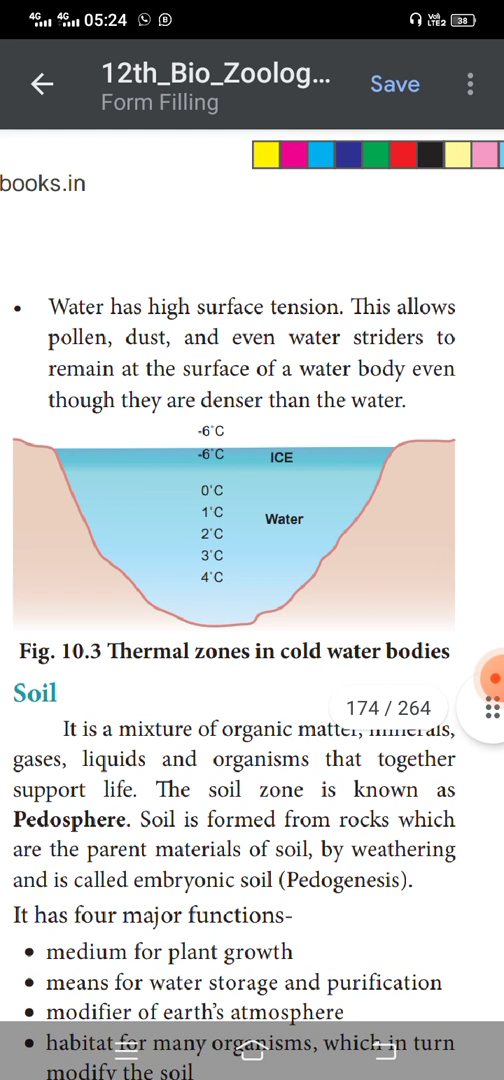 4G 4G 05:24 38
12th_Bio_Zoolog... Save
Form Filling
books.in
• Water has high surface tension. This allows
pollen, dust, and even water striders to
remain at the surface of a water body even
though they are denser than the water.
-6°C
-6°C ICE
0°C
1°C
Water
2°C
3°C
4°C
Fig. 10.3 Thermal zones in cold water bodies
Soil
174 / 264
It is a mixture of organic matter, minerals,
gases, liquids and organisms that together
support life. The soil zone is known as
Pedosphere. Soil is formed from rocks which
are the parent materials of soil, by weathering
and is called embryonic soil (Pedogenesis).
It has four major functions-
• medium for plant growth
• means for water storage and purification
• modifier of earth's atmosphere
• habitat for many organisms, which in turn
modify the soil